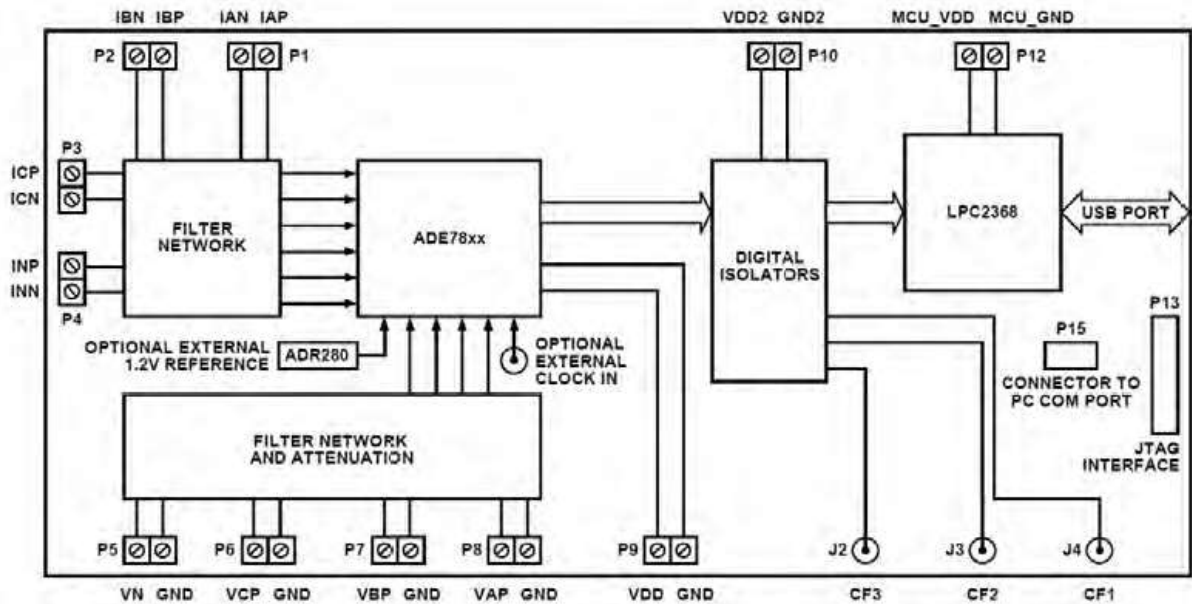 IBN IBP IAN IAP VDD2 GND2 MCU_VDD MCU_GND
P2 P1 P10 P12
P3
ICP
ICN
INP
INN
P4
FILTER
NETWORK
ADE78xx
DIGITAL
ISOLATORS
LPC2368
USB PORT
OPTIONAL EXTERNAL
1.2V REFERENCE
ADR280
OPTIONAL
EXTERNAL
CLOCK IN
P15
CONNECTOR TO
PC COM PORT
P13
JTAG
INTERFACE
FILTER NETWORK
AND ATTENUATION
P5 P6 P7 P8 P9 J2 J3 J4
VN GND VCP GND VBP GND VAP GND VDD GND CF3 CF2 CF1